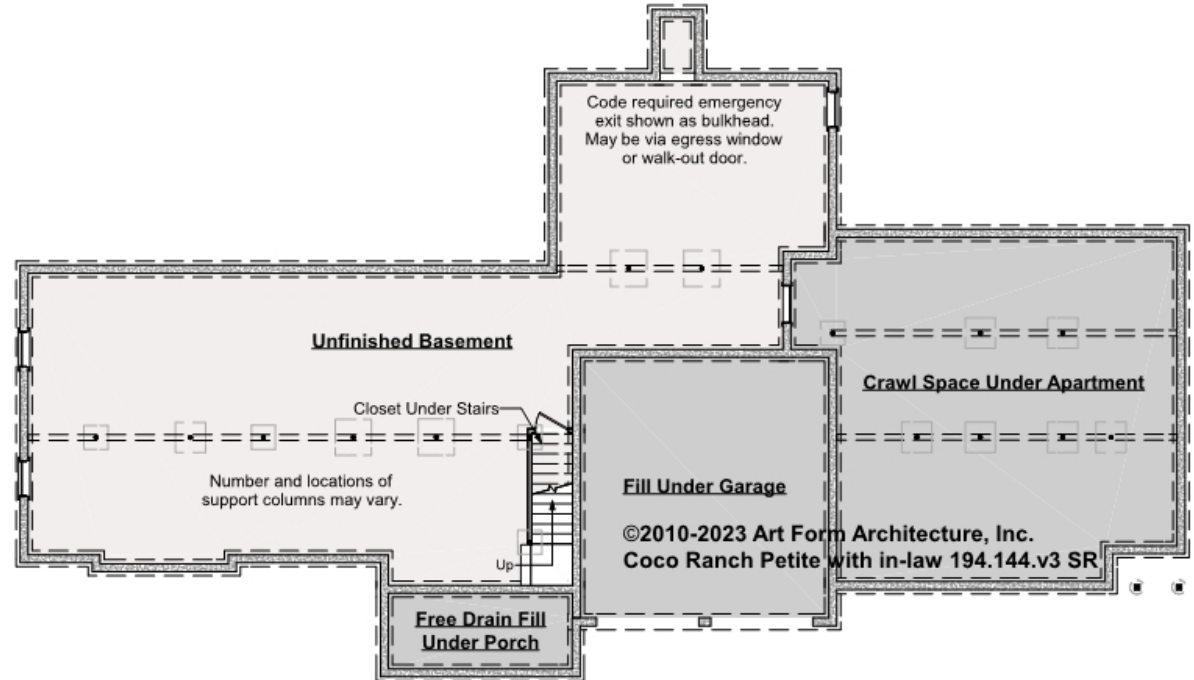 Code required emergency
exit shown as bulkhead.
May be via egress window
or walk-out door.
Unfinished Basement
Crawl Space Under Apartment
Closet Under Stairs
Number and locations of
support columns may vary.
Fill Under Garage
©2010-2023 Art Form Architecture, Inc.
Coco Ranch Petite with in-law 194.144.v3 SR
Up
Free Drain Fill
Under Porch